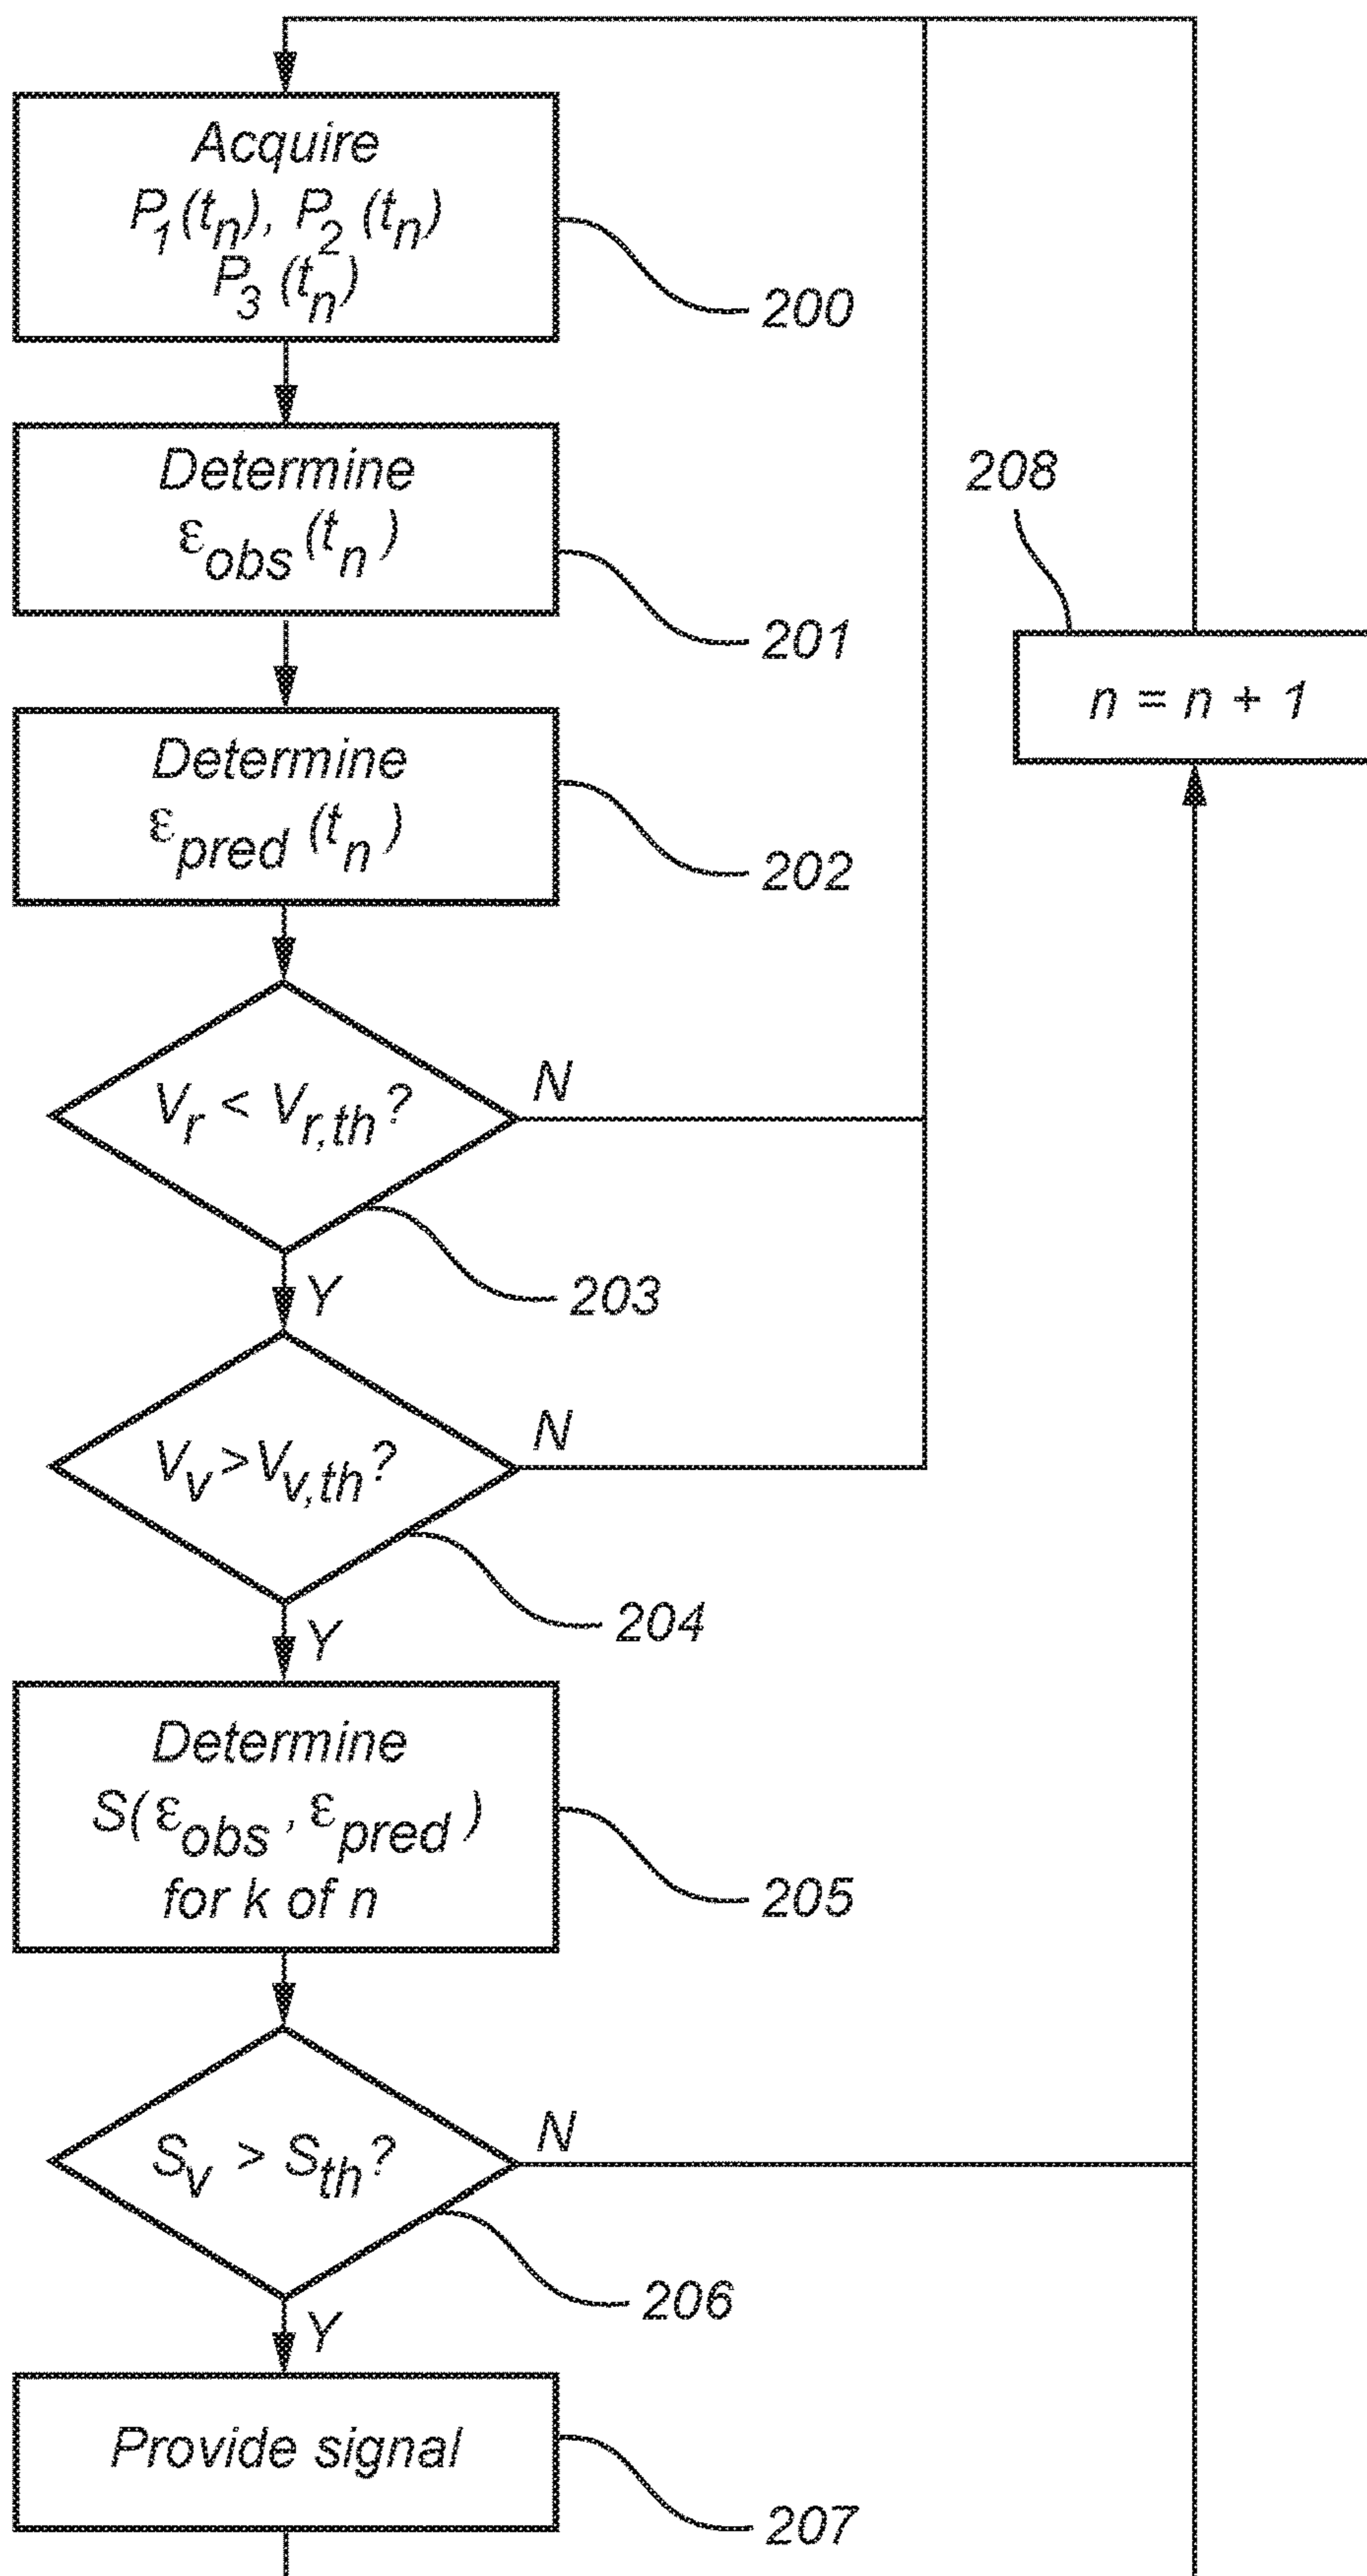 Acquire
P1(tn), P2 (tn)
P3 (tn)
200
Determine
εobs (tn)
201
208
n = n + 1
Determine
εpred (tn)
202
Vr < Vr,th?
N
203
Y
Vv>Vv,th?
N
204
Y
Determine
S(εobs, εpred)
for k of n
205
Sv > Sth?
N
206
Y
Provide signal
207